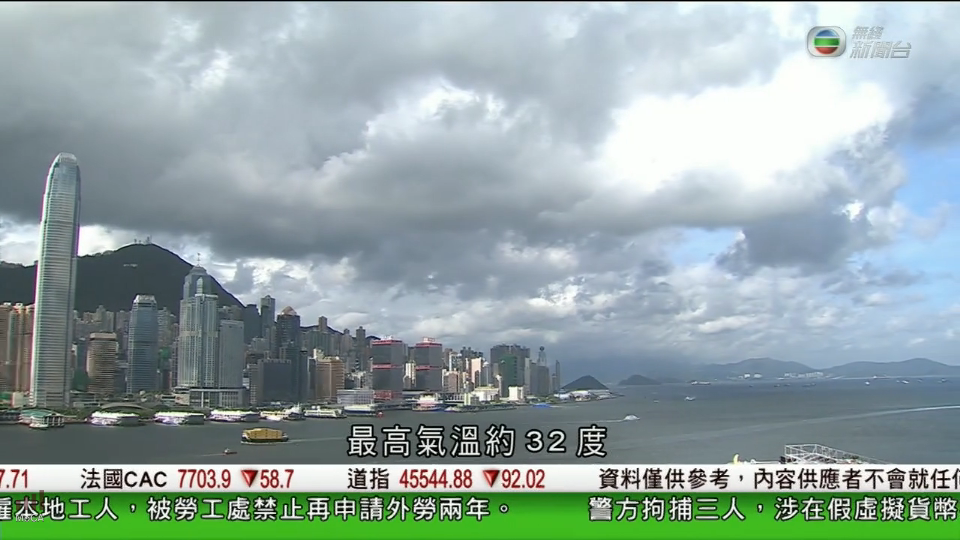 無綫
新聞台
最高氣溫約 32 度
7.71 法國CAC 7703.9 ▼58.7 道指 45544.88 ▼92.02 資料僅供參考，內容供應者不會就任何
雇本地工人，被勞工處禁止再申請外勞兩年。 警方拘捕三人，涉在假虛擬貨幣